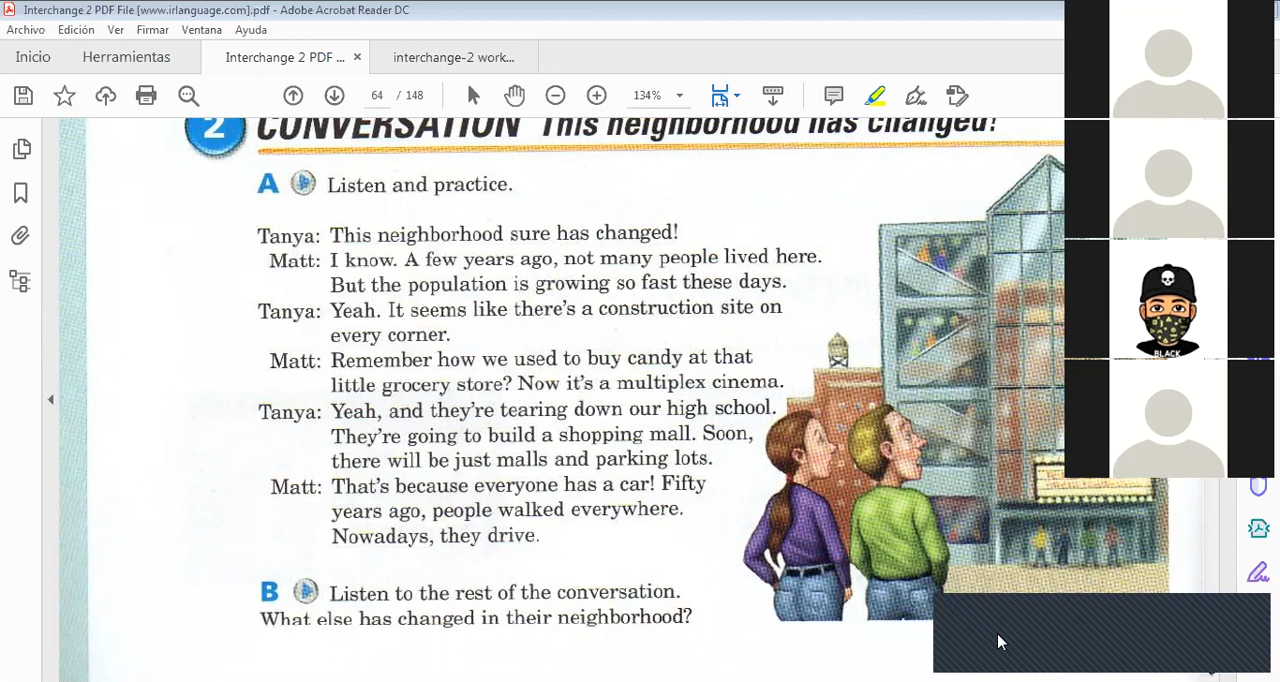 Interchange 2 PDF File [www.irlanguage.com].pdf - Adobe Acrobat Reader DC
Archivo Edición Ver Firmar Ventana Ayuda
Inicio Herramientas Interchange 2 PDF ... × interchange-2 work...
64 / 148 134%
2 CONVERSATION This neighborhood has changed!
A Listen and practice.
Tanya: This neighborhood sure has changed!
Matt: I know. A few years ago, not many people lived here.
But the population is growing so fast these days.
Tanya: Yeah. It seems like there's a construction site on
every corner.
Matt: Remember how we used to buy candy at that
little grocery store? Now it's a multiplex cinema.
Tanya: Yeah, and they're tearing down our high school.
They're going to build a shopping mall. Soon,
there will be just malls and parking lots.
Matt: That's because everyone has a car! Fifty
years ago, people walked everywhere.
Nowadays, they drive.
B Listen to the rest of the conversation.
What else has changed in their neighborhood?
BLACK